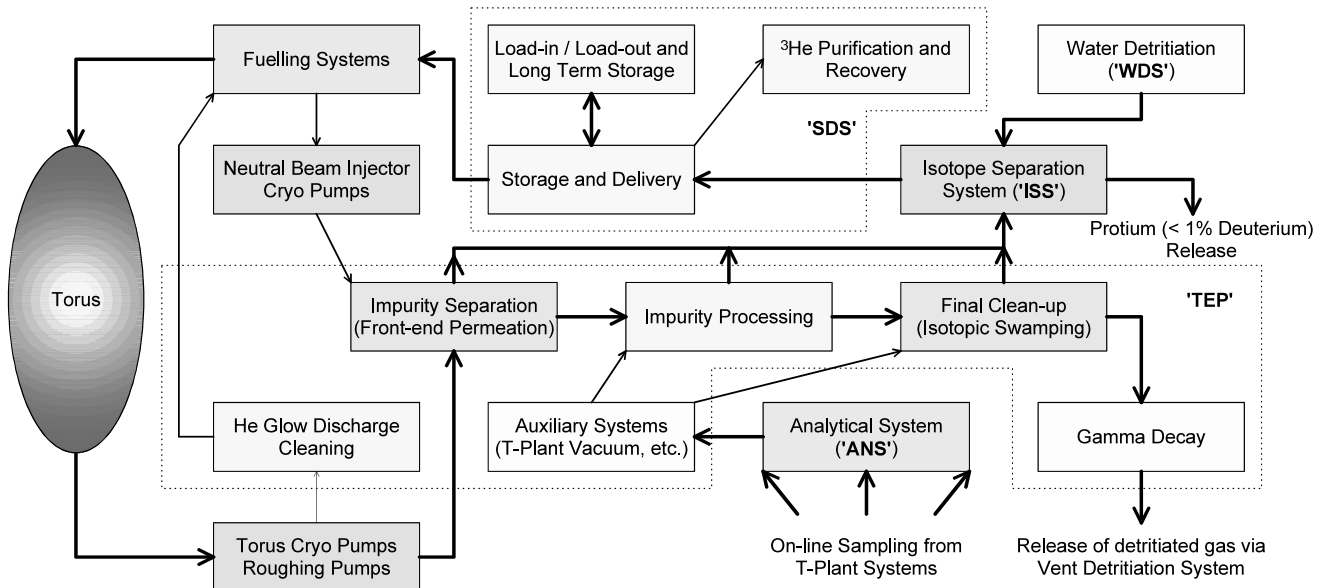 Fuelling Systems
Load-in / Load-out and
Long Term Storage
³He Purification and
Recovery
Water Detritiation
('WDS')
'SDS'
Neutral Beam Injector
Cryo Pumps
Storage and Delivery
Isotope Separation
System ('ISS')
Protium (< 1% Deuterium)
Release
Torus
Impurity Separation
(Front-end Permeation)
Impurity Processing
Final Clean-up
(Isotopic Swamping)
'TEP'
He Glow Discharge
Cleaning
Auxiliary Systems
(T-Plant Vacuum, etc.)
Analytical System
('ANS')
Gamma Decay
Torus Cryo Pumps
Roughing Pumps
On-line Sampling from
T-Plant Systems
Release of detritiated gas via
Vent Detritiation System